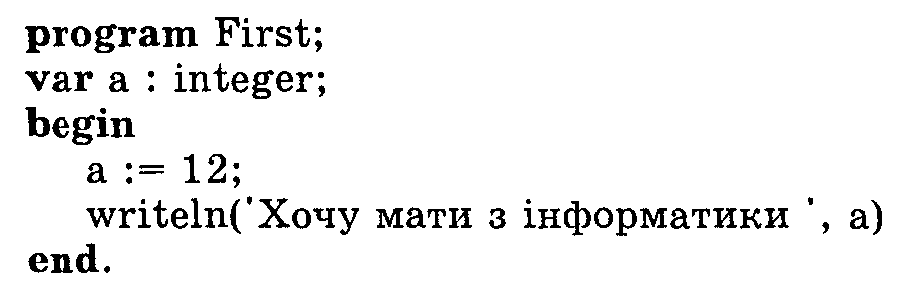 program First;
var a : integer;
begin
a := 12;
writeln('Хочу мати з інформатики ', a)
end.